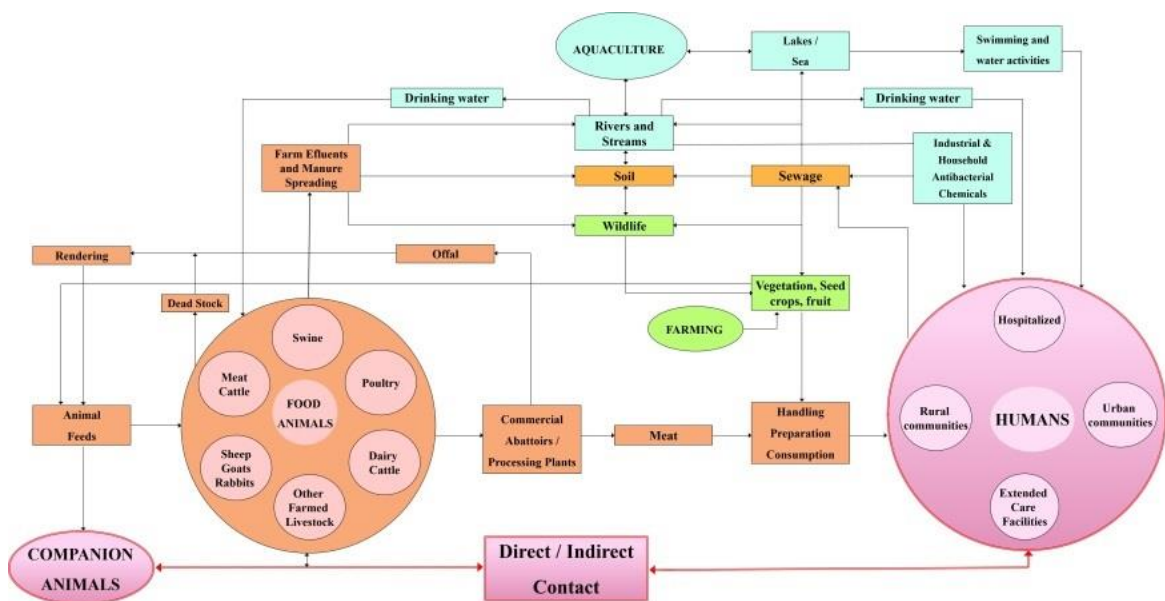 AQUACULTURE
Lakes /
Sea
Swimming and
water activities
Drinking water
Drinking water
Rivers and
Streams
Industrial &
Household
Antibacterial
Chemicals
Farm Efluents
and Manure
Spreading
Soil
Sewage
Wildlife
Rendering
Offal
Dead Stock
Vegetation, Seed
crops, fruit
FARMING
Swine
Meat
Cattle
Poultry
FOOD
ANIMALS
Sheep
Goats
Rabbits
Dairy
Cattle
Other
Farmed
Livestock
Animal
Feeds
Commercial
Abattoirs /
Processing Plants
Meat
Handling
Preparation
Consumption
Hospitalized
Rural
communities
HUMANS
Urban
communities
Extended
Care
Facilities
COMPANION
ANIMALS
Direct / Indirect
Contact